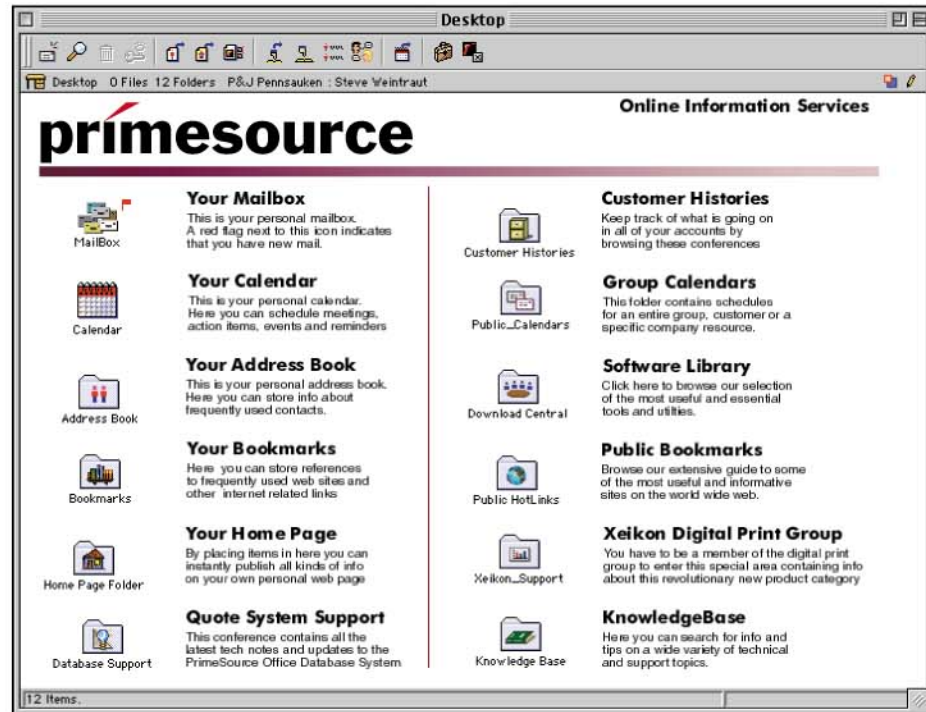 Desktop
Desktop 0 Files 12 Folders P&J Pennsauken : Steve Weintraut
prímesource
Online Information Services
MailBox
Your Mailbox
This is your personal mailbox.
A red flag next to this icon indicates
that you have new mail.
Calendar
Your Calendar
This is your personal calendar.
Here you can schedule meetings,
action items, events and reminders
Address Book
Your Address Book
This is your personal address book.
Here you can store info about
frequently used contacts.
Bookmarks
Your Bookmarks
Here you can store references
to frequently used web sites and
other internet related links
Home Page Folder
Your Home Page
By placing items in here you can
instantly publish all kinds of info
on your own personal web page
Database Support
Quote System Support
This conference contains all the
latest tech notes and updates to the
PrimeSource Office Database System
Customer Histories
Customer Histories
Keep track of what is going on
in all of your accounts by
browsing these conferences
Public_Calendars
Group Calendars
This folder contains schedules
for an entire group, customer or a
specific company resource.
Download Central
Software Library
Click here to browse our selection
of the most useful and essential
tools and utilties.
Public HotLinks
Public Bookmarks
Browse our extensive guide to some
of the most useful and informative
sites on the world wide web.
Xeikon_Support
Xeikon Digital Print Group
You have to be a member of the digital print
group to enter this special area containing info
about this revolutionary new product category
Knowledge Base
KnowledgeBase
Here you can search for info and
tips on a wide variety of technical
and support topics.
12 Items.